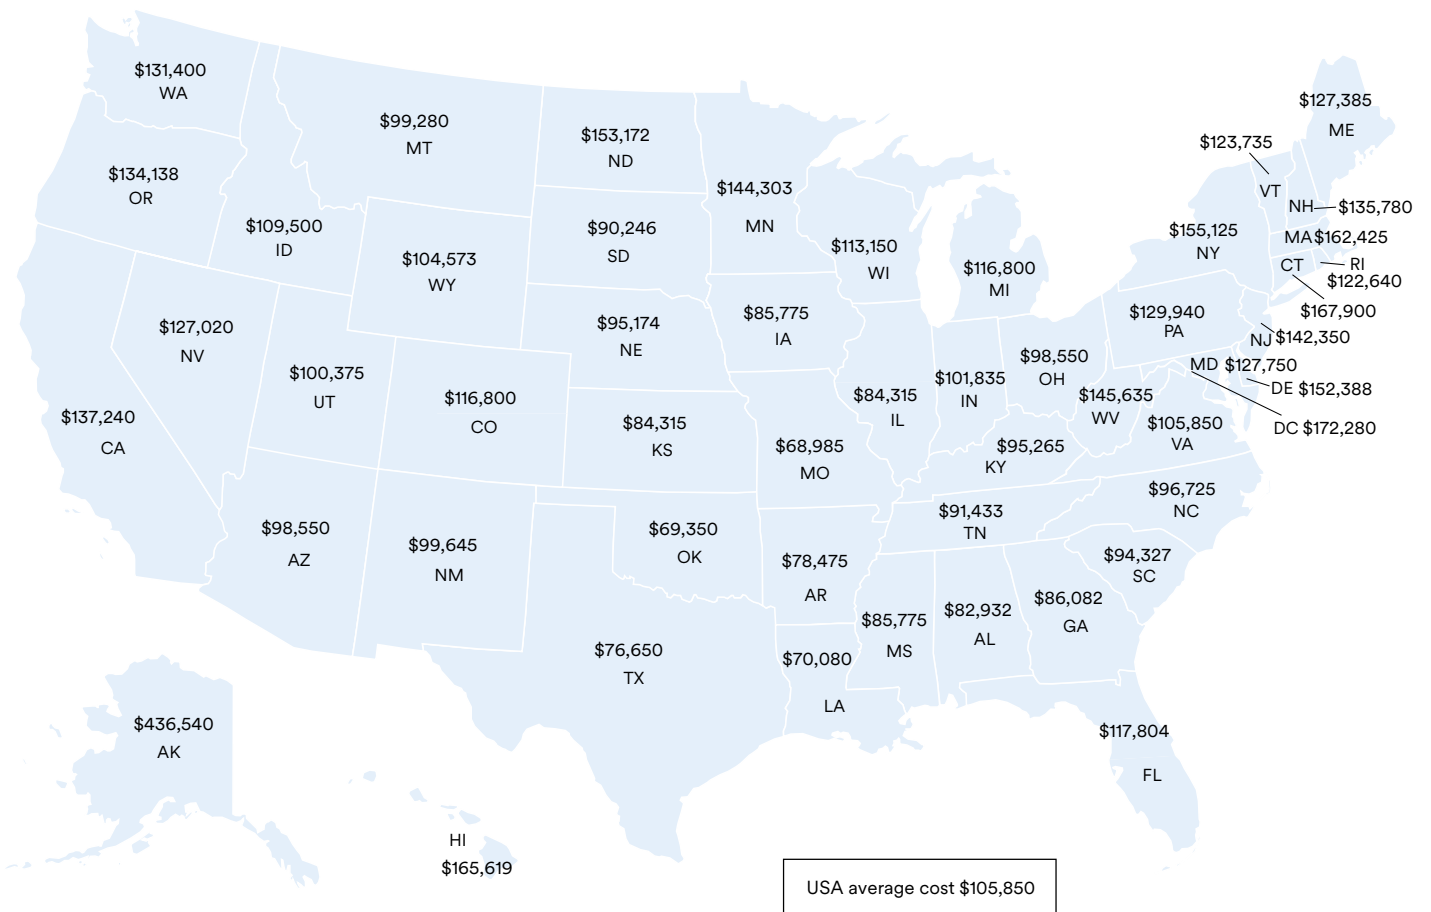 $131,400
WA
$99,280
MT
$153,172
ND
$127,385
ME
$123,735
VT
$134,138
OR
$144,303
MN
NH $135,780
$109,500
ID
$90,246
SD
$155,125
NY
MA $162,425
$104,573
WY
$113,150
WI
$116,800
MI
CT
RI
$122,640
$167,900
$127,020
NV
$95,174
NE
$85,775
IA
$129,940
PA
NJ $142,350
$100,375
UT
$98,550
OH
MD $127,750
$101,835
IN
DE $152,388
$137,240
CA
$116,800
CO
$84,315
KS
$84,315
IL
$145,635
WV
$105,850
VA
DC $172,280
$68,985
MO
$95,265
KY
$96,725
NC
$98,550
AZ
$99,645
NM
$69,350
OK
$91,433
TN
$78,475
AR
$94,327
SC
$85,775
MS
$82,932
AL
$86,082
GA
$76,650
TX
$70,080
LA
$436,540
AK
$117,804
FL
HI
$165,619
USA average cost $105,850